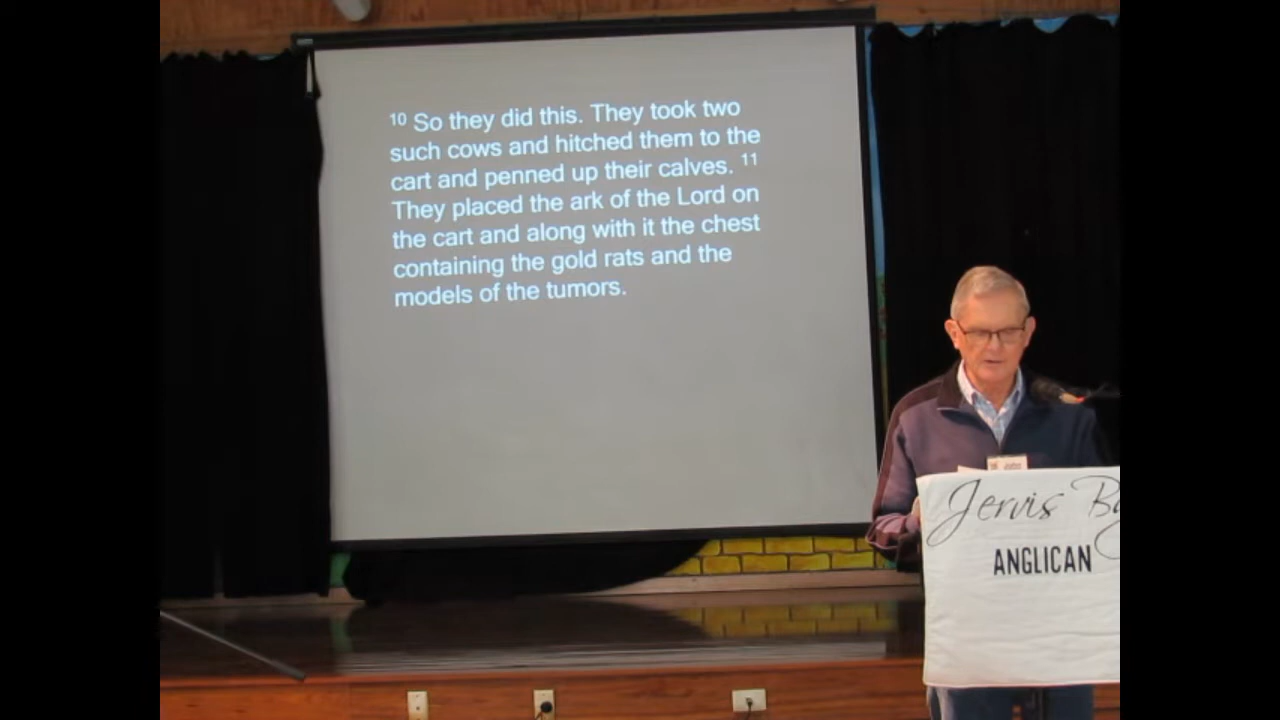 10 So they did this. They took two
such cows and hitched them to the
cart and penned up their calves. 11
They placed the ark of the Lord on
the cart and along with it the chest
containing the gold rats and the
models of the tumors.
Jervis B
ANGLICAN